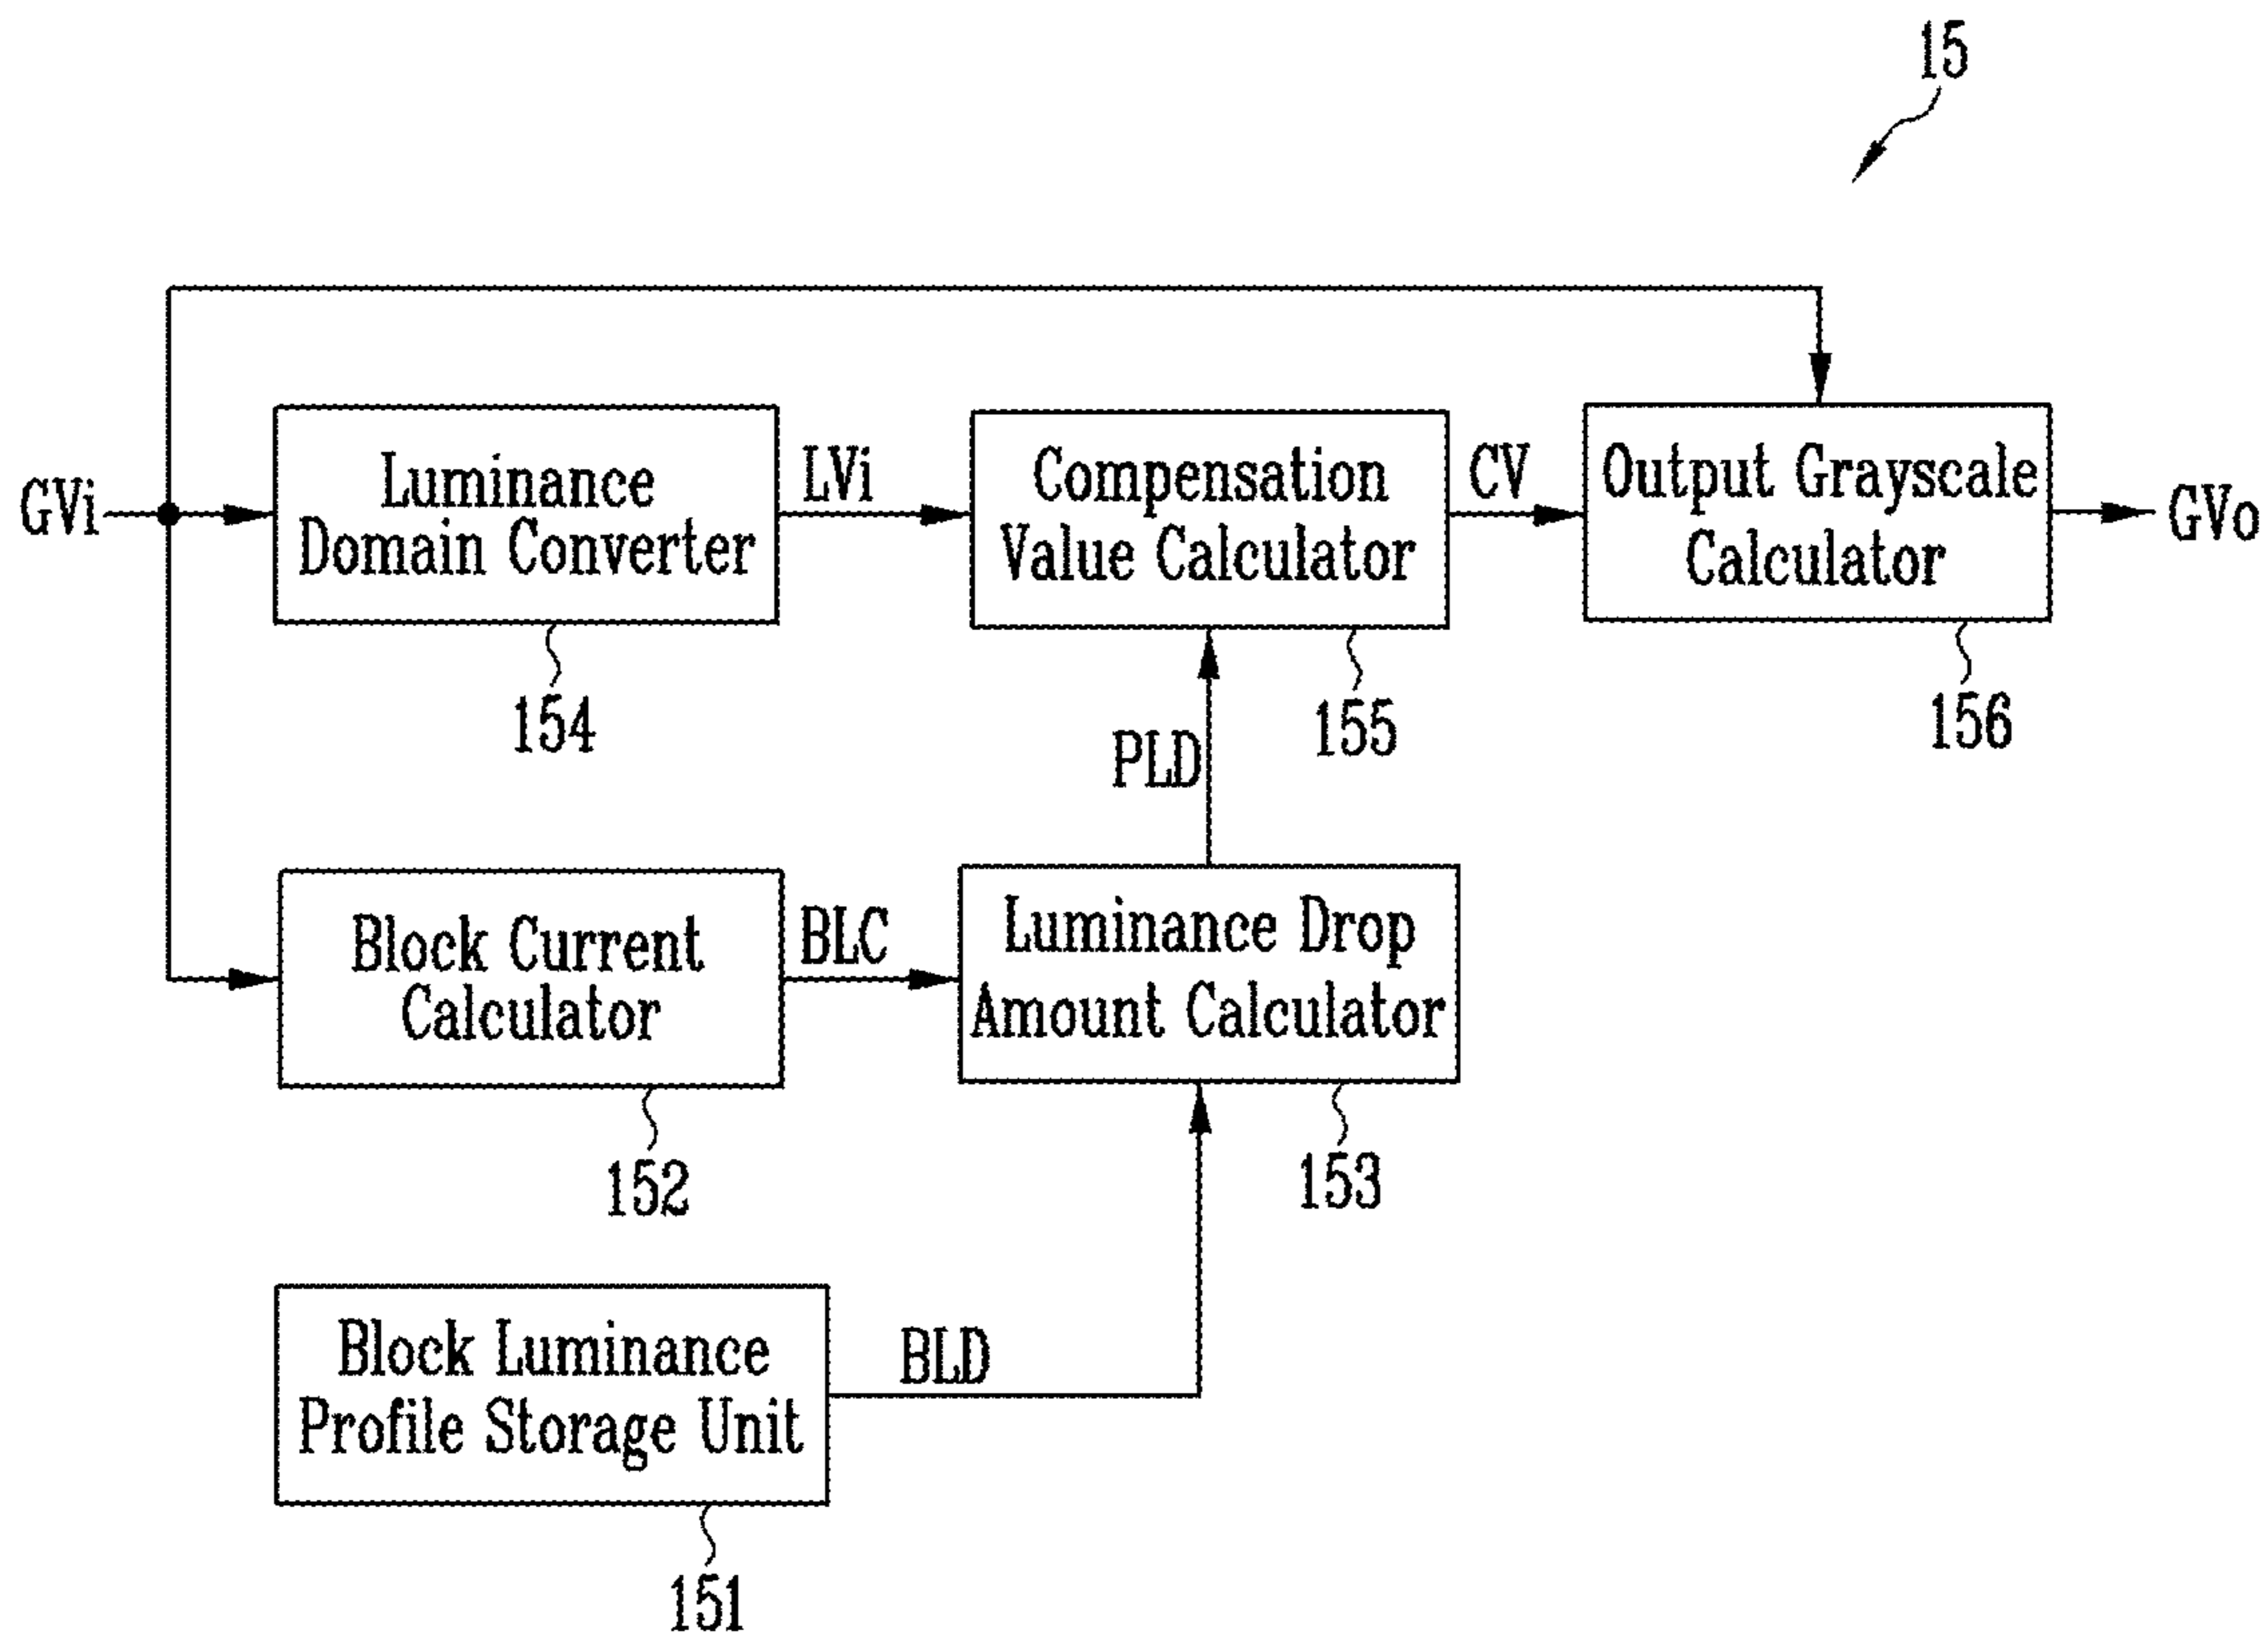 15
GVi
Luminance
Domain Converter
154
LVi
Compensation
Value Calculator
155
CV
Output Grayscale
Calculator
156
GVo
PLD
Block Current
Calculator
152
BLC
Luminance Drop
Amount Calculator
153
Block Luminance
Profile Storage Unit
151
BLD